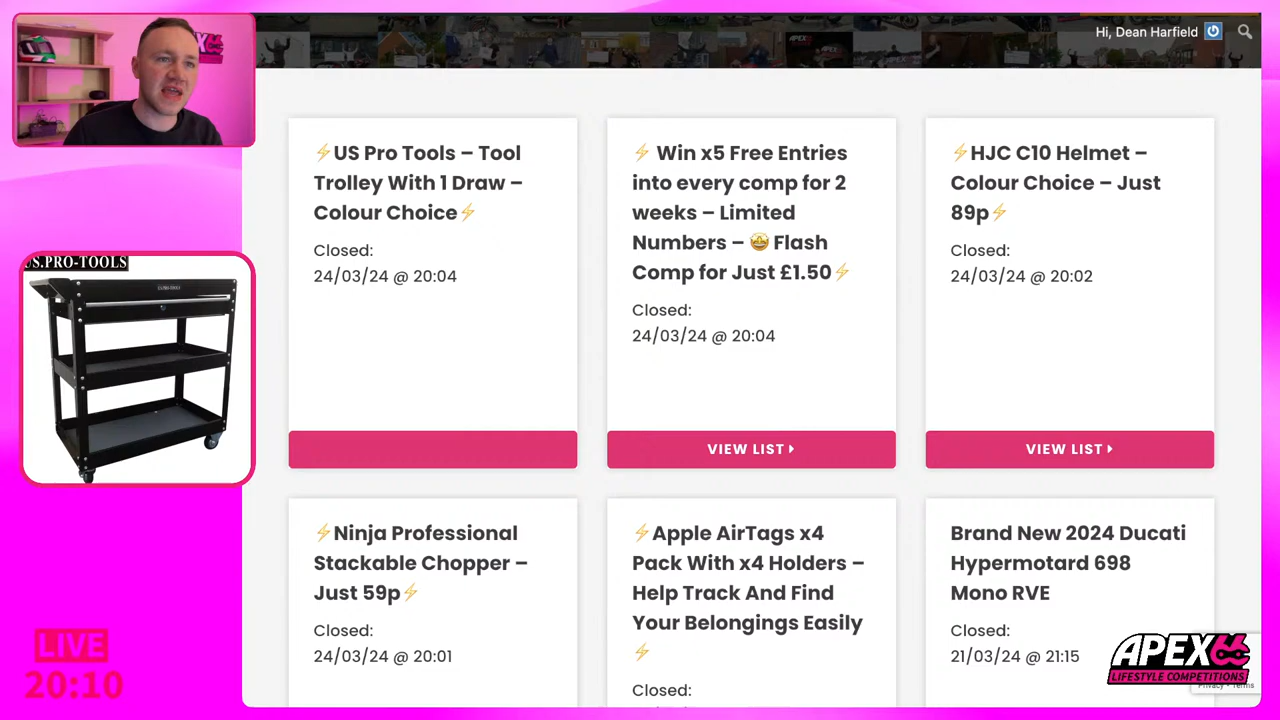 Hi, Dean Harfield
⚡US Pro Tools – Tool
Trolley With 1 Draw –
Colour Choice⚡
Closed:
24/03/24 @ 20:04
⚡ Win x5 Free Entries
into every comp for 2
weeks – Limited
Numbers – 🤩 Flash
Comp for Just £1.50⚡
Closed:
24/03/24 @ 20:04
VIEW LIST
⚡HJC C10 Helmet –
Colour Choice – Just
89p⚡
Closed:
24/03/24 @ 20:02
VIEW LIST
US.PRO-TOOLS
⚡Ninja Professional
Stackable Chopper –
Just 59p⚡
Closed:
24/03/24 @ 20:01
⚡Apple AirTags x4
Pack With x4 Holders –
Help Track And Find
Your Belongings Easily
⚡
Closed:
Brand New 2024 Ducati
Hypermotard 698
Mono RVE
Closed:
21/03/24 @ 21:15
LIVE
20:10
APEX66
LIFESTYLE COMPETITIONS
Privacy - Terms